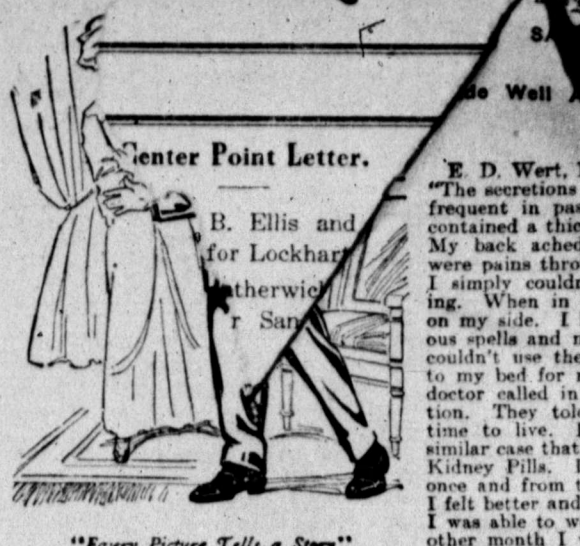 de Well
Center Point Letter.
B. Ellis and
for Lockhart
r San
E. D. Wert,
"The secretions
frequent in pas
contained a thic
My back ached
were pains thro
I simply couldn
ing. When in
on my side. I
ous spells and n
couldn't use the
to my bed for
doctor called in
tion. They told
time to live.
similar case that
Kidney Pills.
once and from t
I felt better and
I was able to w
other month I
"Every Picture Tells a Story"